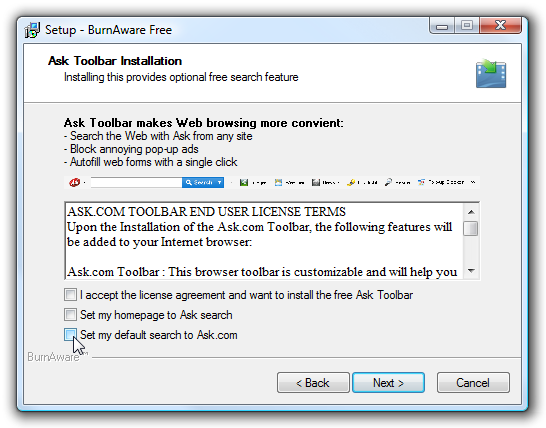 Setup - BurnAware Free
Ask Toolbar Installation
Installing this provides optional free search feature
Ask Toolbar makes Web browsing more convient:
- Search the Web with Ask from any site
- Block annoying pop-up ads
- Autofill web forms with a single click
Search
ASK.COM TOOLBAR END USER LICENSE TERMS
Upon the Installation of the Ask.com Toolbar, the following features will
be added to your Internet browser:
Ask.com Toolbar : This browser toolbar is customizable and will help you
I accept the license agreement and want to install the free Ask Toolbar
Set my homepage to Ask search
Set my default search to Ask.com
BurnAware™
< Back
Next >
Cancel